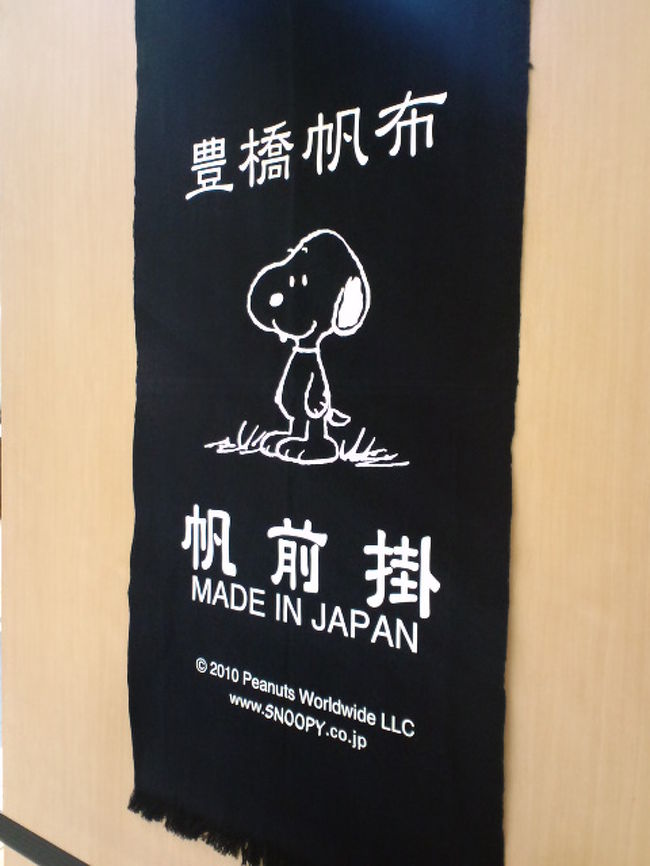 豊橋帆布
帆前掛
MADE IN JAPAN
© 2010 Peanuts Worldwide LLC
www.SNOOPY.co.jp